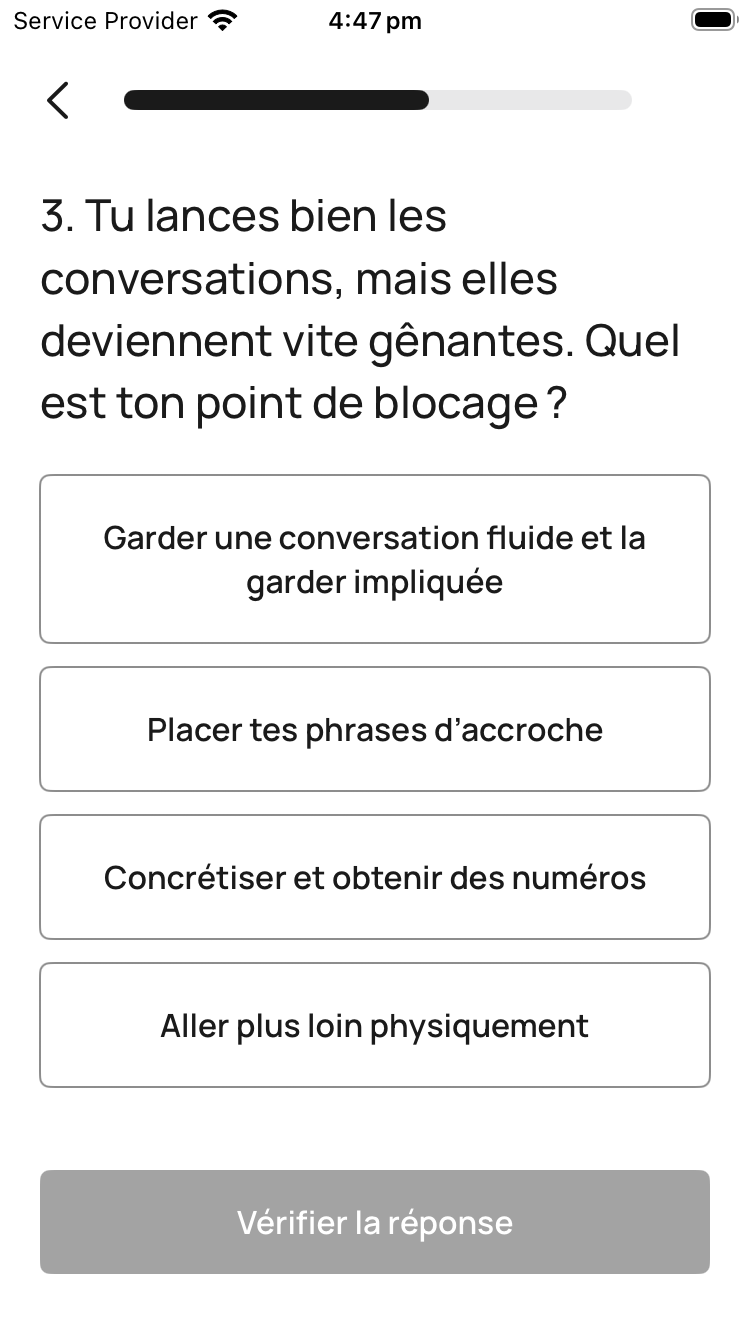 Service Provider 4:47 pm
3. Tu lances bien les
conversations, mais elles
deviennent vite gênantes. Quel
est ton point de blocage ?
Garder une conversation fluide et la
garder impliquée
Placer tes phrases d’accroche
Concrétiser et obtenir des numéros
Aller plus loin physiquement
Vérifier la réponse